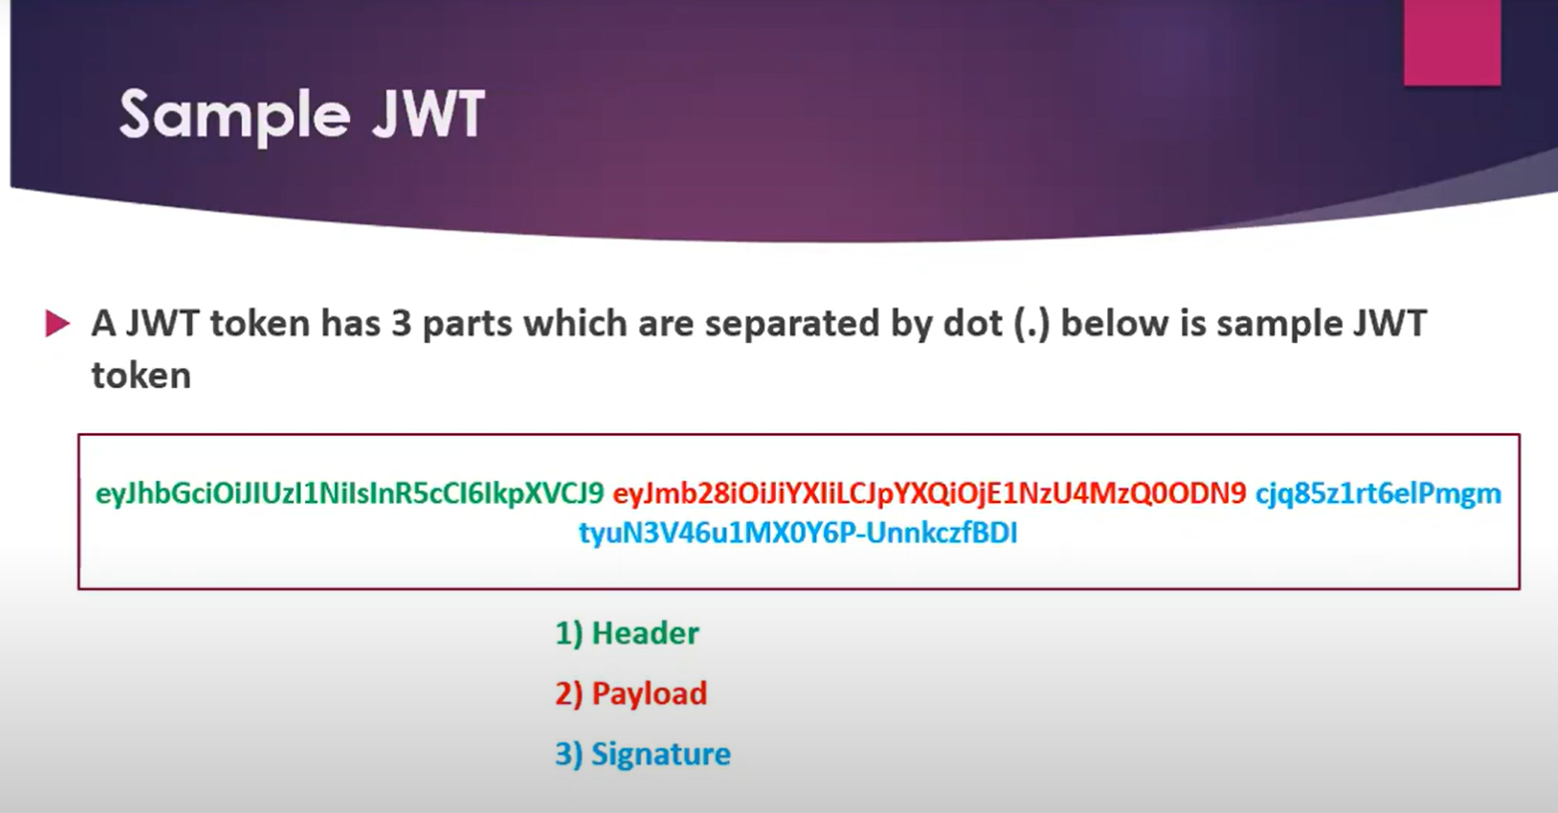 Sample JWT
A JWT token has 3 parts which are separated by dot (.) below is sample JWT
token
eyJhbGciOiJIUzI1NiIsInR5cCI6IkpXVCJ9 eyJmb28iOiJiYXIiLCJpYXQiOjE1NzU4MzQ0ODN9 cjq85z1rt6elPmgm
tyuN3V46u1MX0Y6P-UnnkczfBDI
1) Header
2) Payload
3) Signature